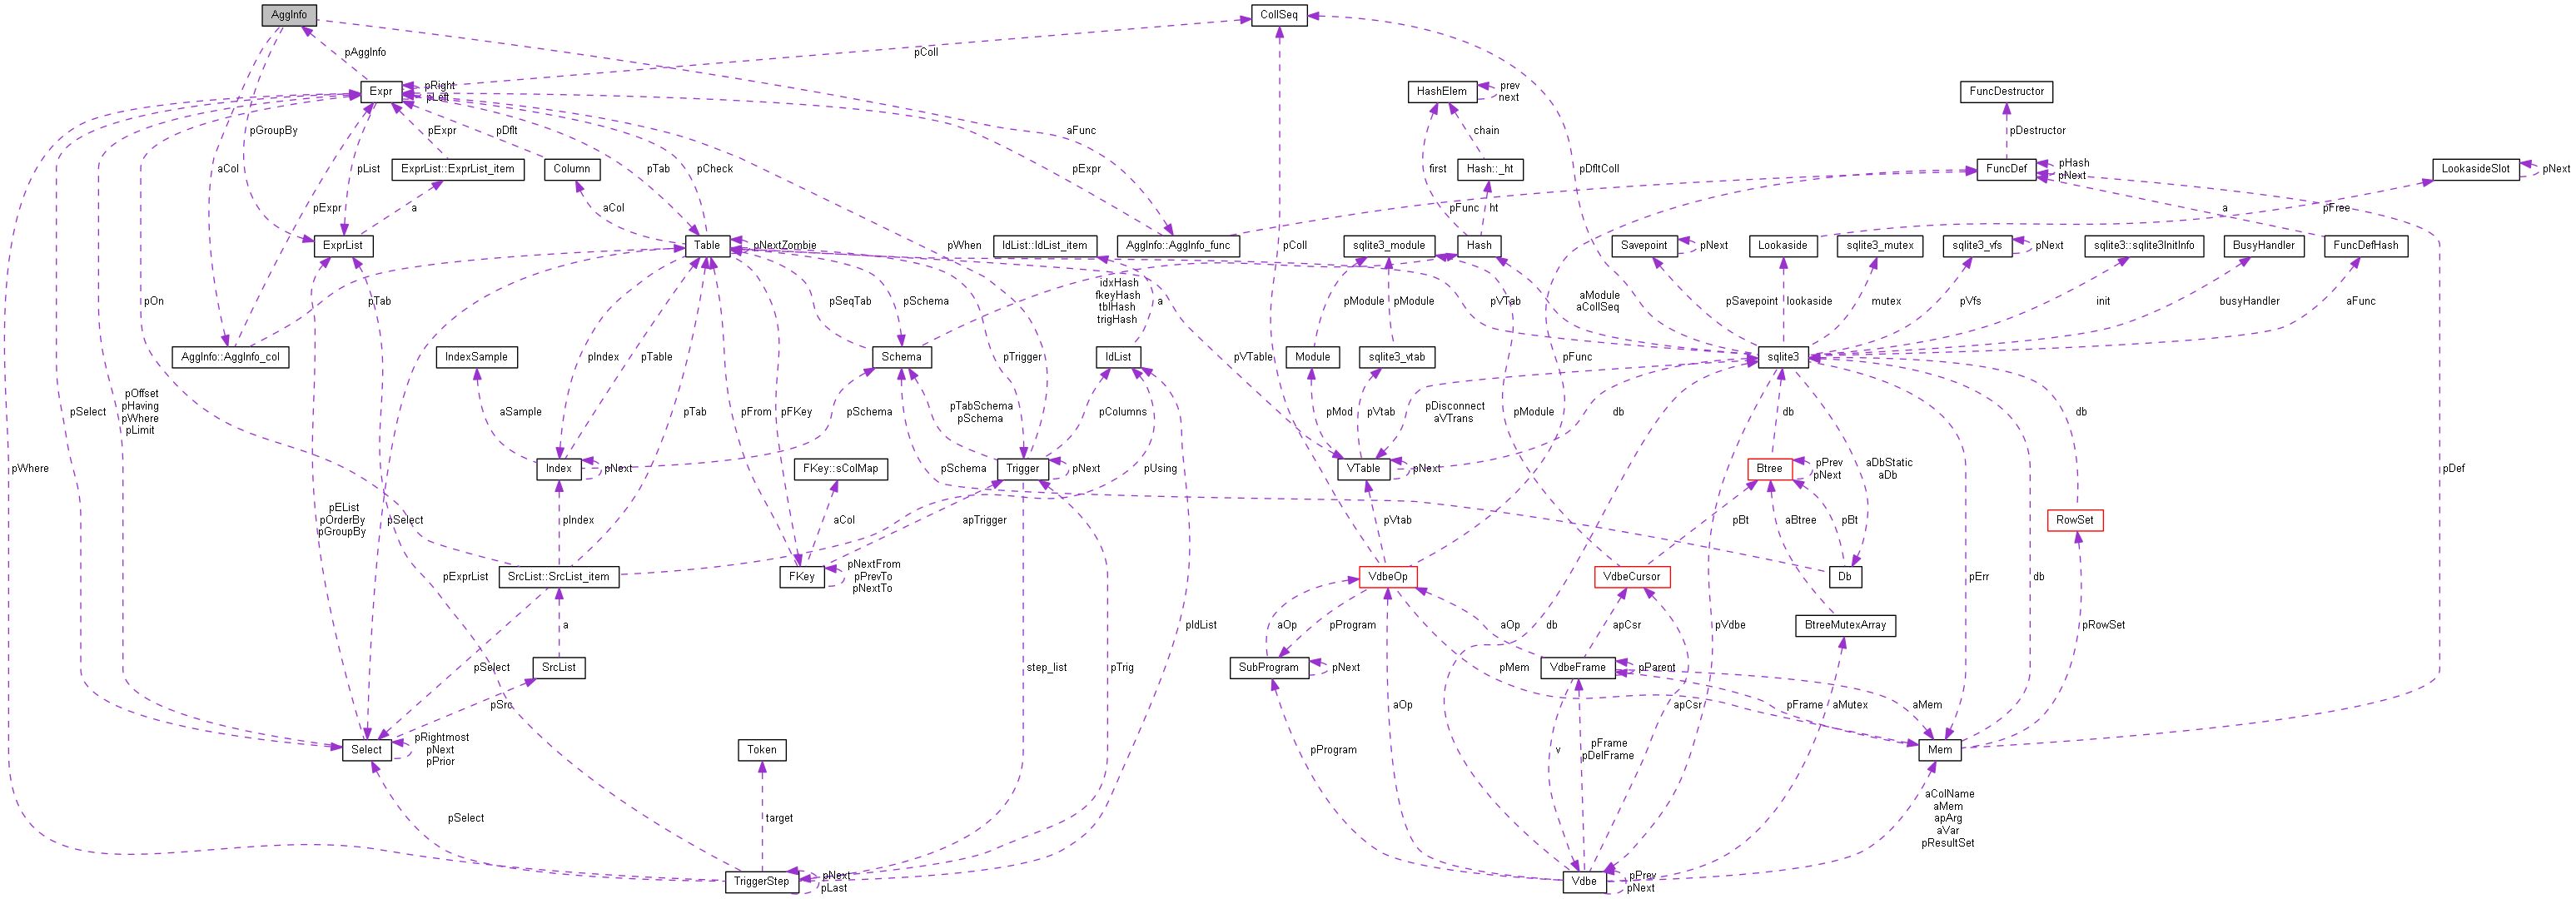 AggInfo
CollSeq
pAggInfo
pColl
Expr
pRight
pLeft
HashElem
prev
next
FuncDestructor
pGroupBy
pExpr
pDflt
aFunc
chain
pDestructor
aCol
pList
ExprList::ExprList_item
Column
pTab
pCheck
pExpr
first
Hash::_ht
pDfltColl
FuncDef
pHash
pNext
LookasideSlot
pNext
pExpr
a
aCol
pWhen
pFunc
ht
a
pFree
ExprList
Table
pNextZombie
IdList::IdList_item
AggInfo::AggInfo_func
pColl
sqlite3_module
Hash
Savepoint
pNext
Lookaside
sqlite3_mutex
sqlite3_vfs
pNext
sqlite3::sqlite3InitInfo
BusyHandler
FuncDefHash
pOn
pTab
pSeqTab
pSchema
idxHash
fkeyHash
tblHash
trigHash
a
pModule
pModule
pVTab
aModule
aCollSeq
pSavepoint
lookaside
mutex
pVfs
init
busyHandler
aFunc
AggInfo::AggInfo_col
IndexSample
pIndex
pTable
Schema
pTrigger
IdList
pVTable
Module
sqlite3_vtab
pFunc
sqlite3
pSelect
pOffset
pHaving
pWhere
pLimit
aSample
pTab
pFrom
pFKey
pSchema
pTabSchema
pSchema
pColumns
pMod
pVtab
pDisconnect
aVTrans
pModule
db
db
db
pWhere
Index
pNext
FKey::sColMap
pSchema
Trigger
pNext
pUsing
VTable
pNext
Btree
pPrev
pNext
aDbStatic
aDb
pDef
pEList
pOrderBy
pGroupBy
pSelect
pIndex
aCol
apTrigger
pVtab
pBt
aBtree
pBt
RowSet
pExprList
SrcList::SrcList_item
FKey
pNextFrom
pPrevTo
pNextTo
VdbeOp
VdbeCursor
Db
pErr
db
a
pIdList
aOp
pProgram
db
aOp
apCsr
pVdbe
BtreeMutexArray
pRowSet
pSelect
SrcList
step_list
pTrig
SubProgram
pNext
pMem
VdbeFrame
pParent
pSrc
aOp
apCsr
pFrame
aMutex
aMem
Select
pRightmost
pNext
pPrior
Token
pProgram
v
pFrame
pDelFrame
Mem
pSelect
target
aColName
aMem
apArg
aVar
pResultSet
TriggerStep
pNext
pLast
Vdbe
pPrev
pNext